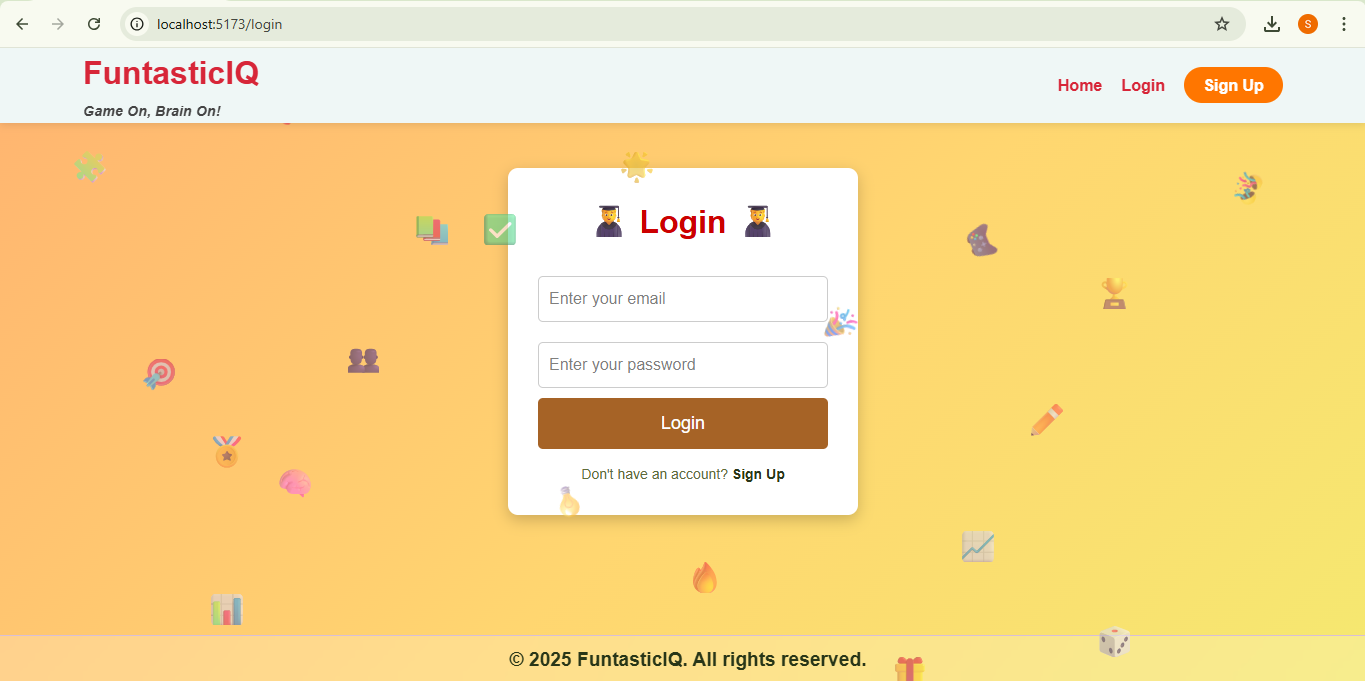 localhost:5173/login
S
FuntasticIQ
Game On, Brain On!
Home
Login
Sign Up
Login
Enter your email
Enter your password
Login
Don't have an account? Sign Up
© 2025 FuntasticIQ. All rights reserved.